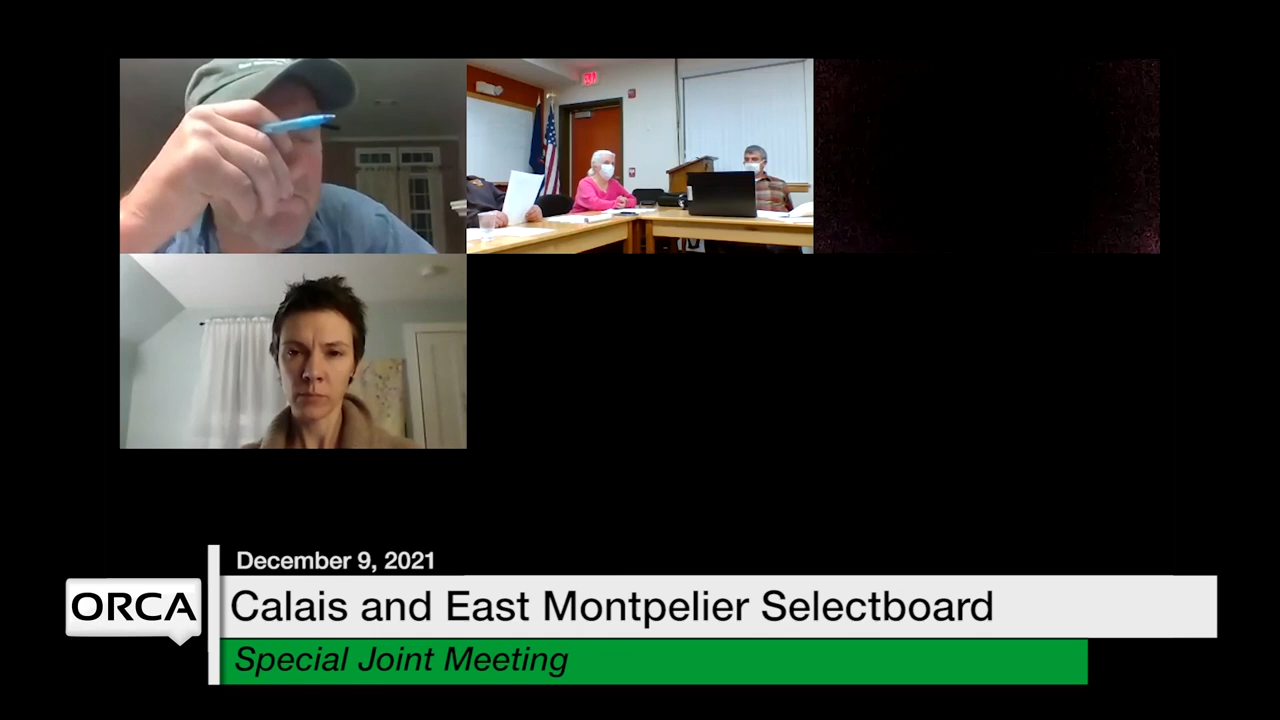 December 9, 2021
ORCA
Calais and East Montpelier Selectboard
Special Joint Meeting